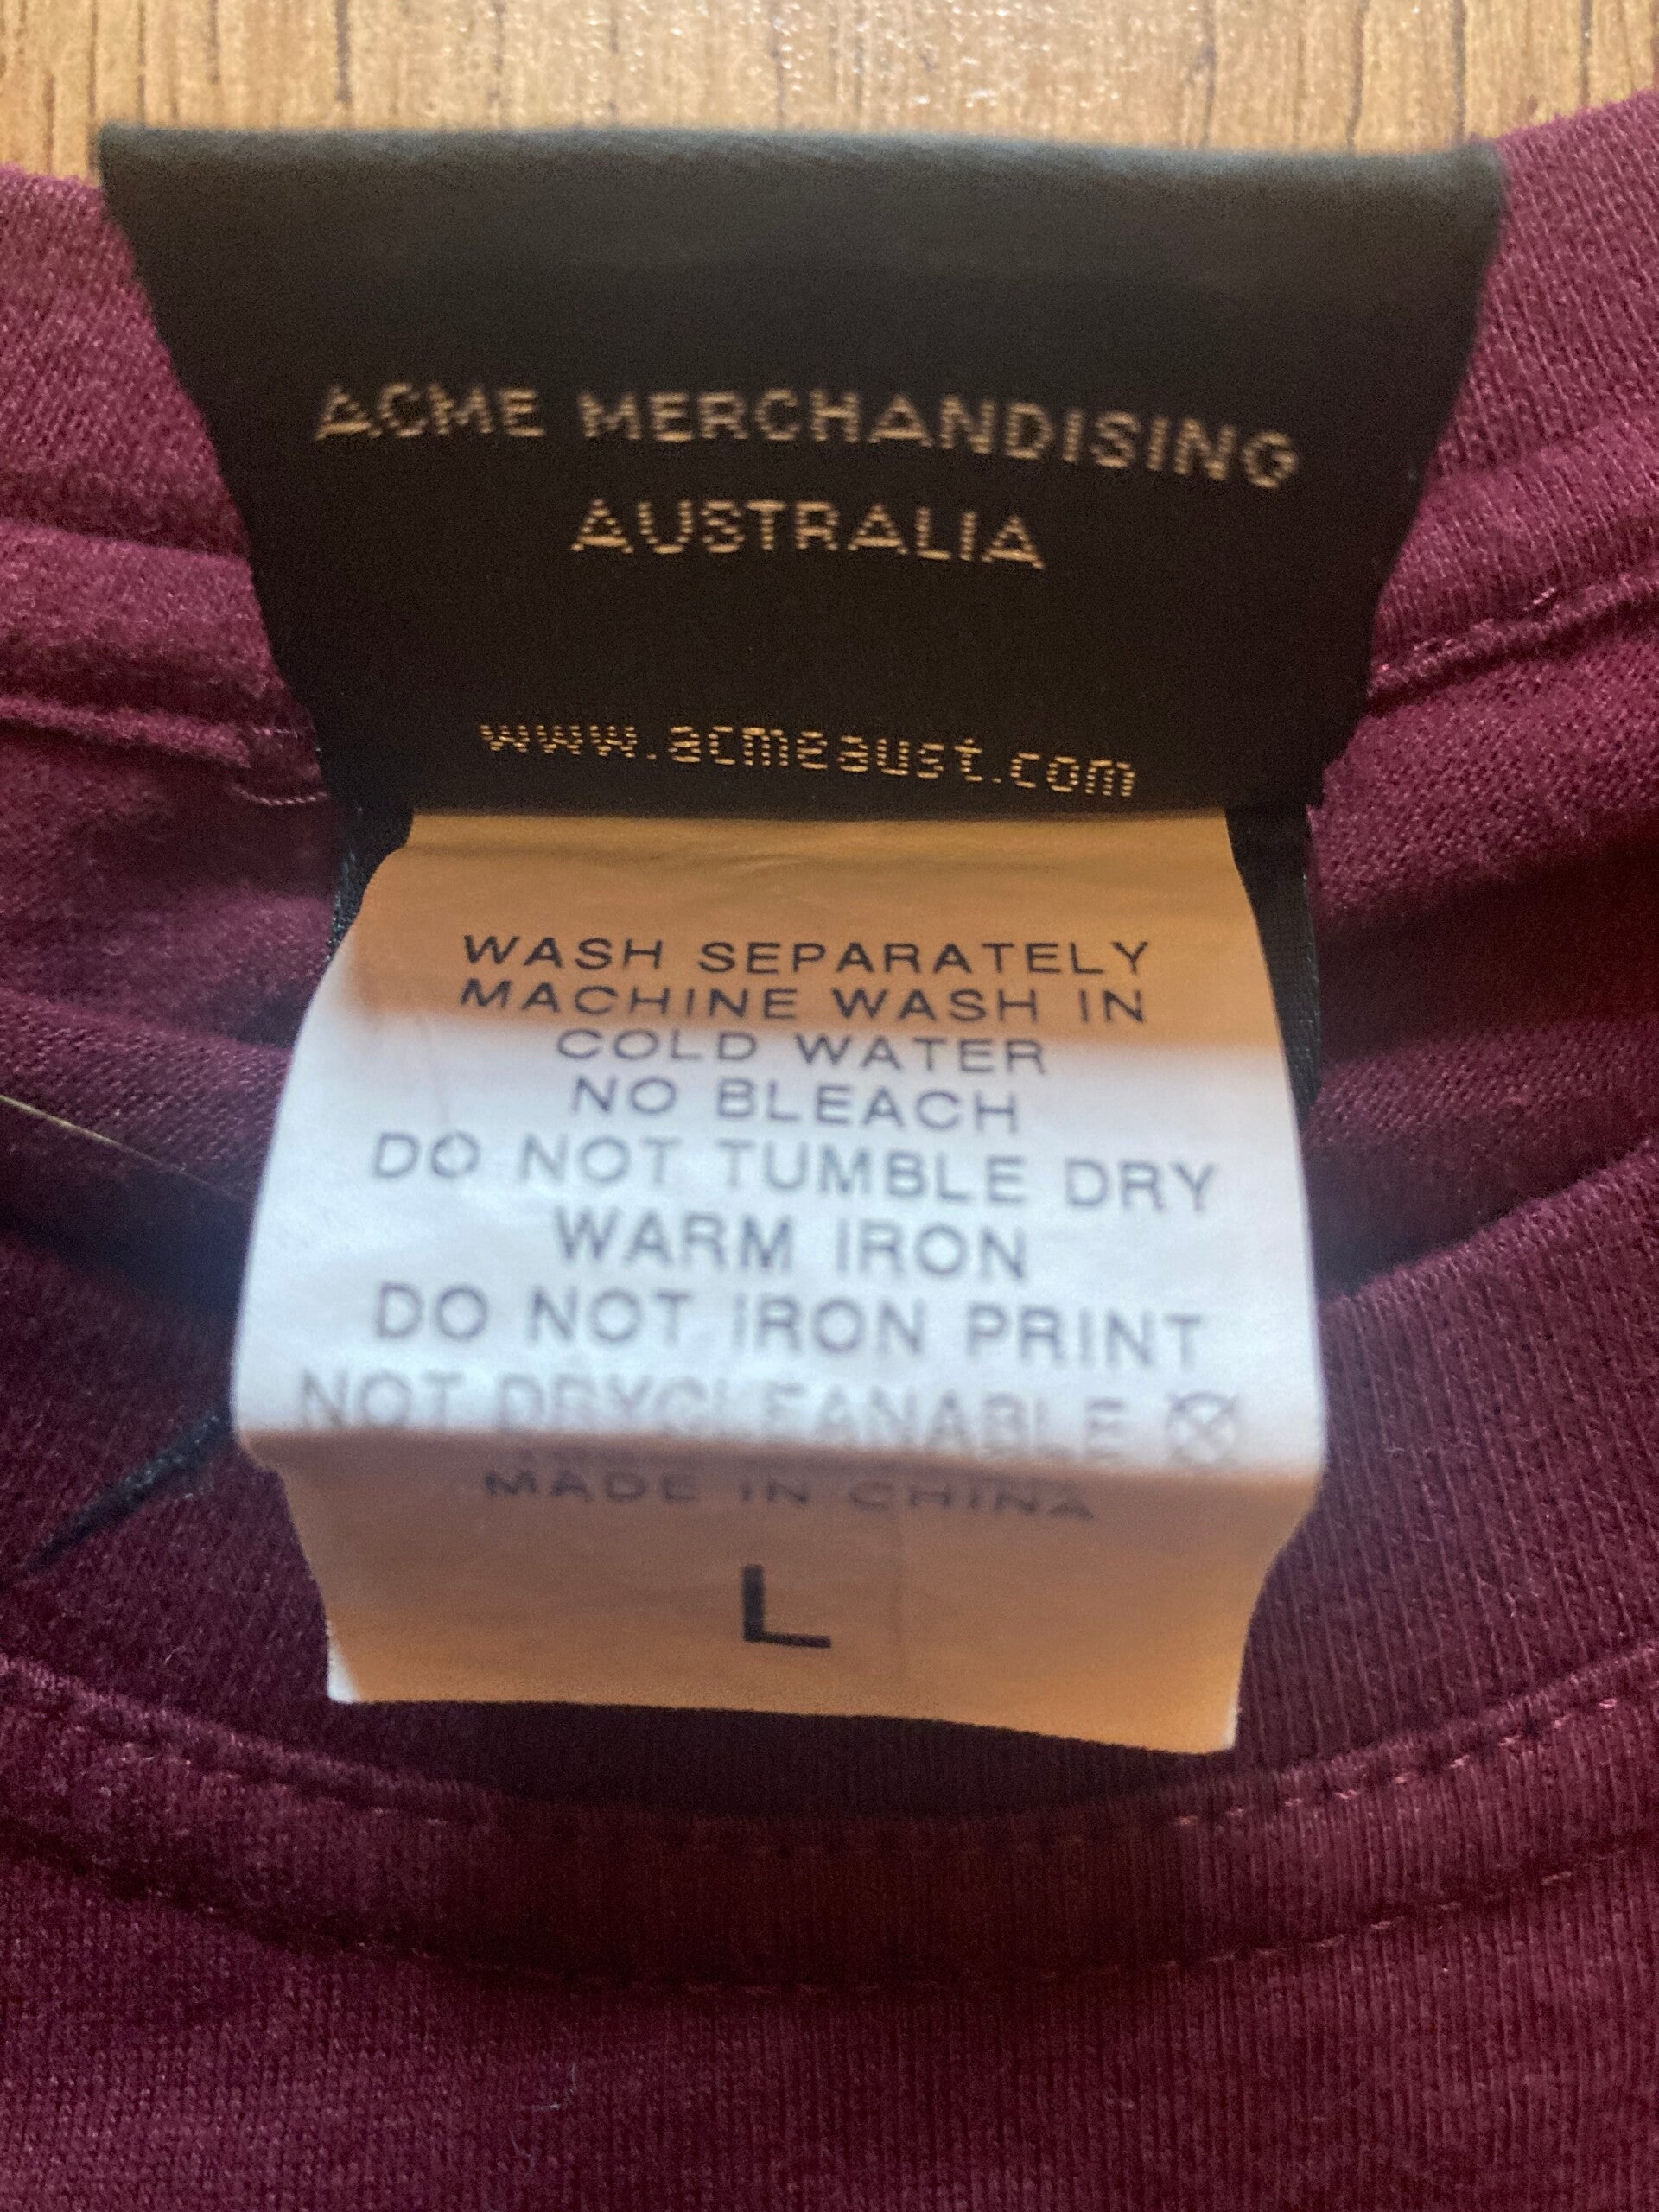 ACME MERCHANDISING
AUSTRALIA
www.acmeaust.com
WASH SEPARATELY
MACHINE WASH IN
COLD WATER
NO BLEACH
DO NOT TUMBLE DRY
WARM IRON
DO NOT IRON PRINT
NOT DRYCLEANABLE
MADE IN CHINA
L